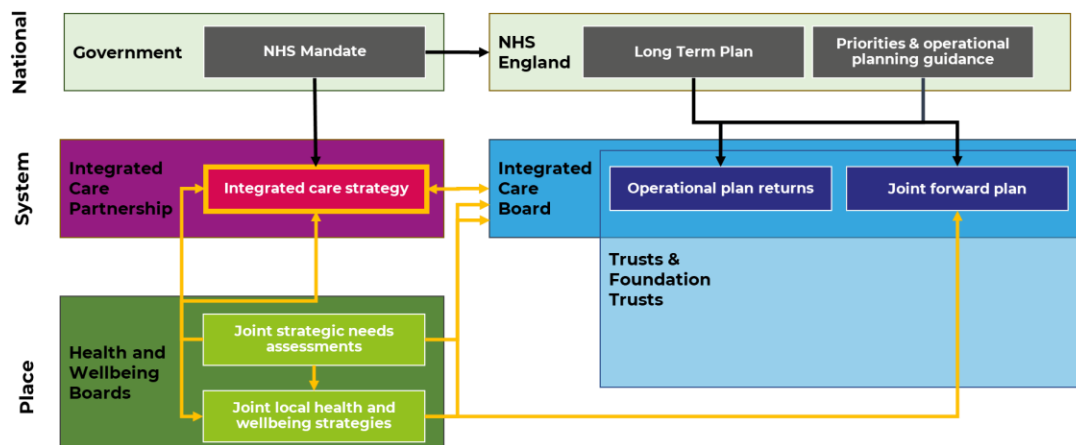 National
Government
NHS Mandate
NHS
England
Long Term Plan
Priorities & operational
planning guidance
System
Integrated
Care
Partnership
Integrated care strategy
Integrated
Care
Board
Operational plan returns
Joint forward plan
Trusts &
Foundation
Trusts
Place
Health and
Wellbeing
Boards
Joint strategic needs
assessments
Joint local health and
wellbeing strategies